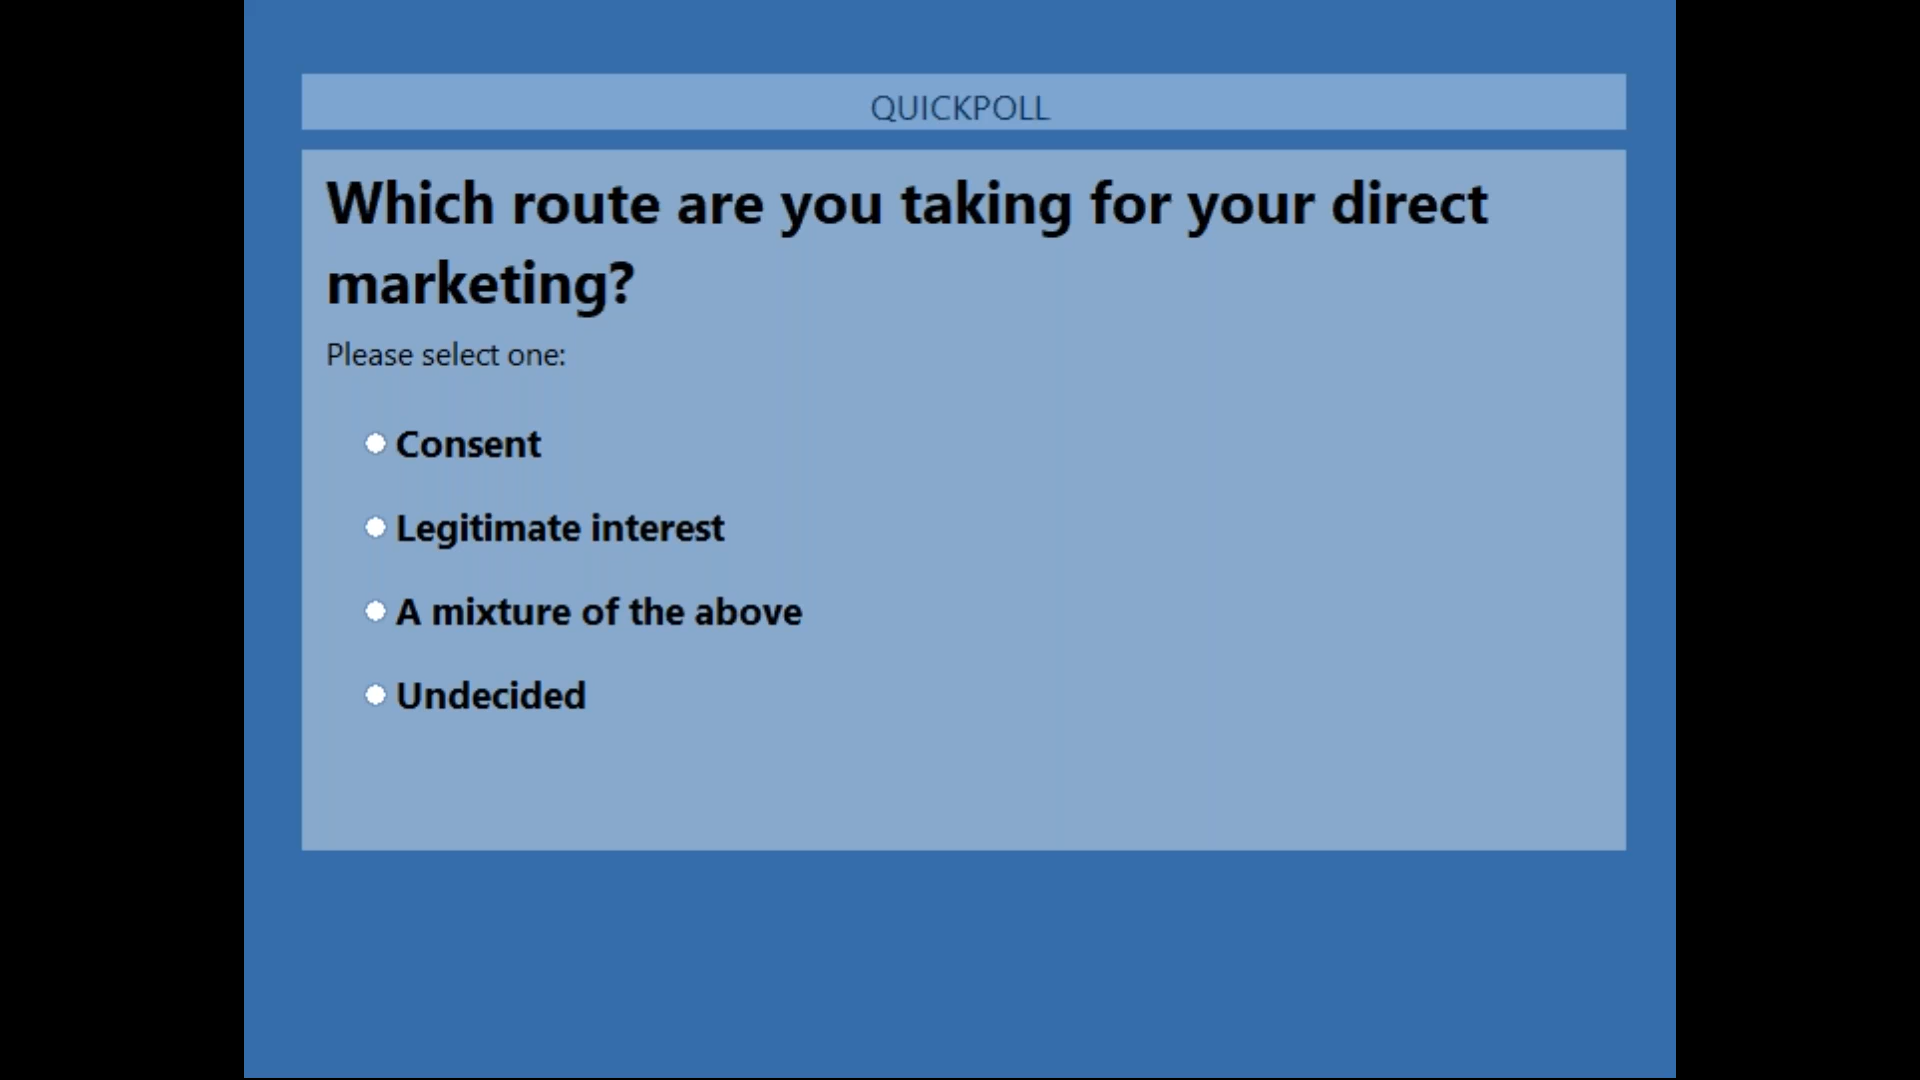 QUICKPOLL
Which route are you taking for your direct
marketing?
Please select one:
Consent
Legitimate interest
A mixture of the above
Undecided